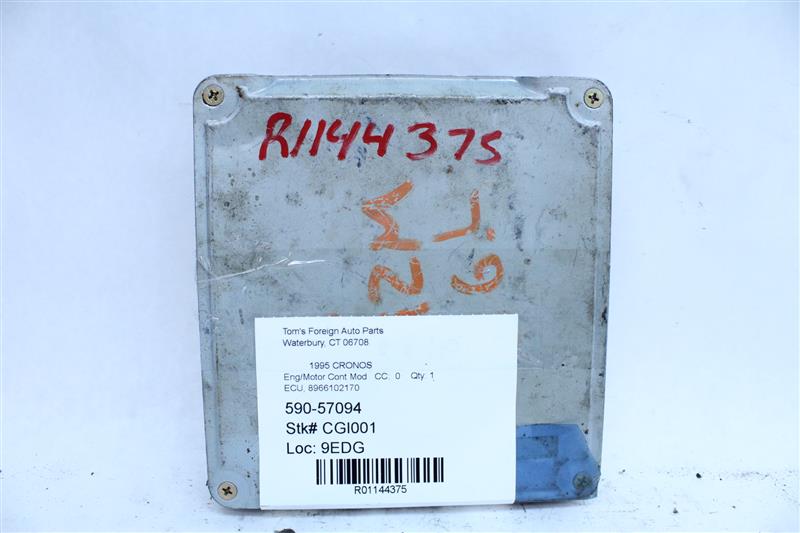 R1144375
Tom's Foreign Auto Parts
Waterbury, CT 06708
1995 CRONOS
Eng/Motor Cont Mod CC: 0 Qty: 1
ECU, 8966102170
590-57094
Stk# CGI001
Loc: 9EDG
R01144375